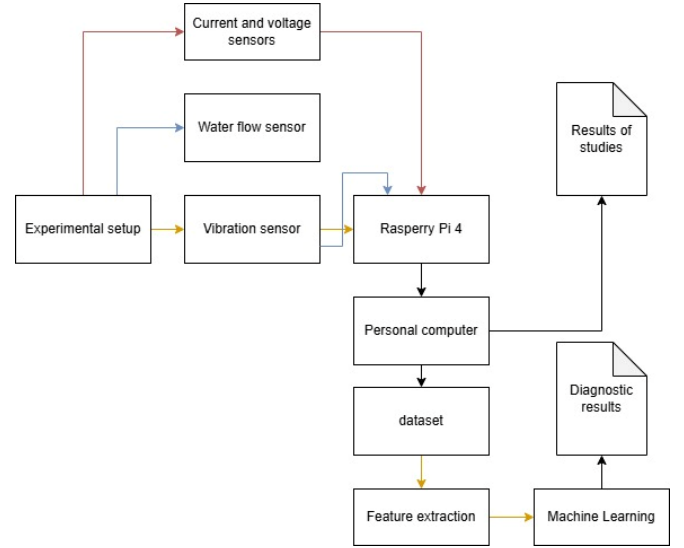 Current and voltage
sensors
Water flow sensor
Results of
studies
Experimental setup
Vibration sensor
Rasperry Pi 4
Personal computer
Diagnostic
results
dataset
Feature extraction
Machine Learning